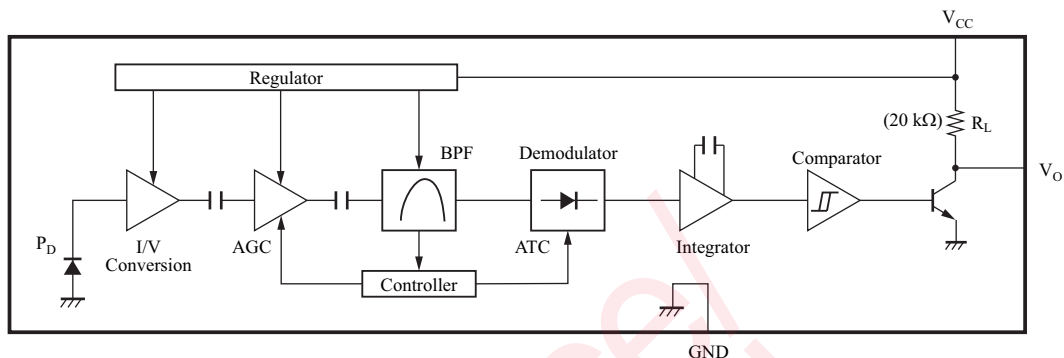 V_CC
Regulator
(20 kΩ)
R_L
BPF
Demodulator
Comparator
V_O
P_D
I/V
Conversion
AGC
ATC
Integrator
Controller
GND